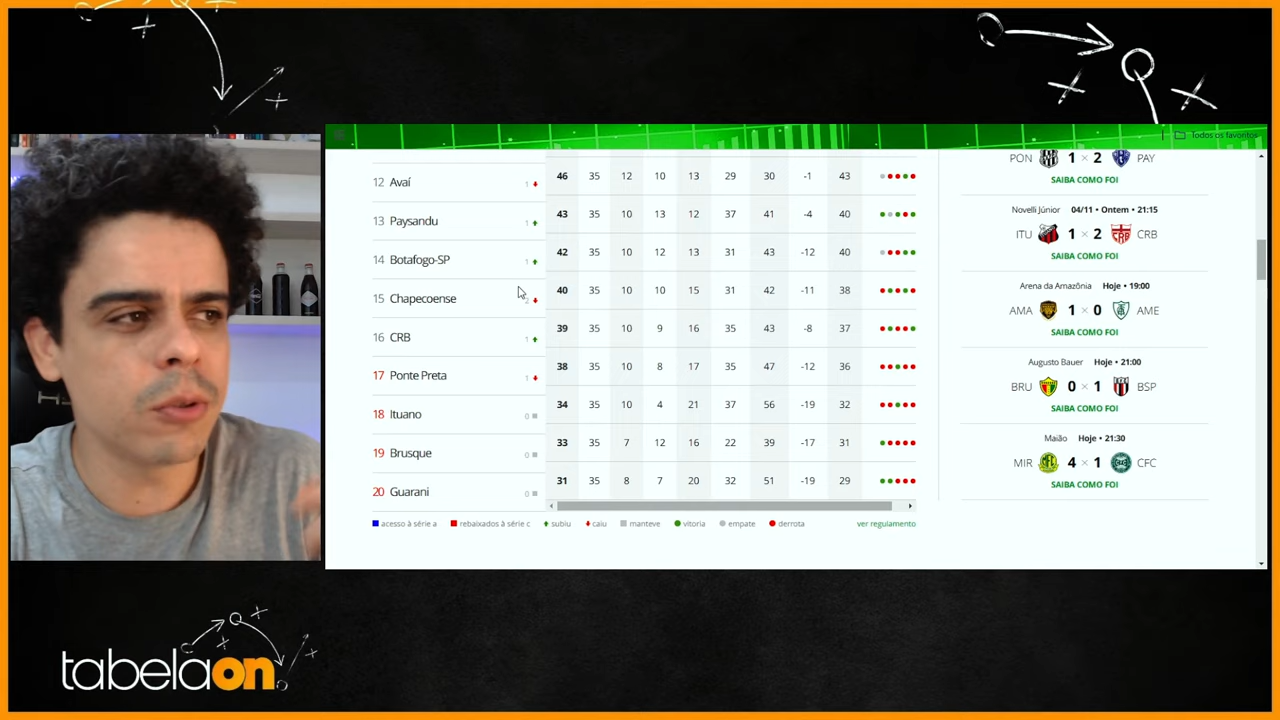 Todos os favoritos
12 Avaí 1 46 35 12 10 13 29 30 -1 43
13 Paysandu 1 43 35 10 13 12 37 41 -4 40
14 Botafogo-SP 1 42 35 10 12 13 31 43 -12 40
15 Chapecoense 2 40 35 10 10 15 31 42 -11 38
16 CRB 1 39 35 10 9 16 35 43 -8 37
17 Ponte Preta 1 38 35 10 8 17 35 47 -12 36
18 Ituano 0 34 35 10 4 21 37 56 -19 32
19 Brusque 0 33 35 7 12 16 22 39 -17 31
20 Guarani 0 31 35 8 7 20 32 51 -19 29
acesso à série a rebaixados à série c subiu caiu manteve vitoria empate derrota ver regulamento
PON 1 × 2 PAY
SAIBA COMO FOI
Novelli Júnior 04/11 • Ontem • 21:15
ITU 1 × 2 CRB
SAIBA COMO FOI
Arena da Amazônia Hoje • 19:00
AMA 1 × 0 AME
SAIBA COMO FOI
Augusto Bauer Hoje • 21:00
BRU 0 × 1 BSP
SAIBA COMO FOI
Maião Hoje • 21:30
MIR 4 × 1 CFC
SAIBA COMO FOI
tabelaon